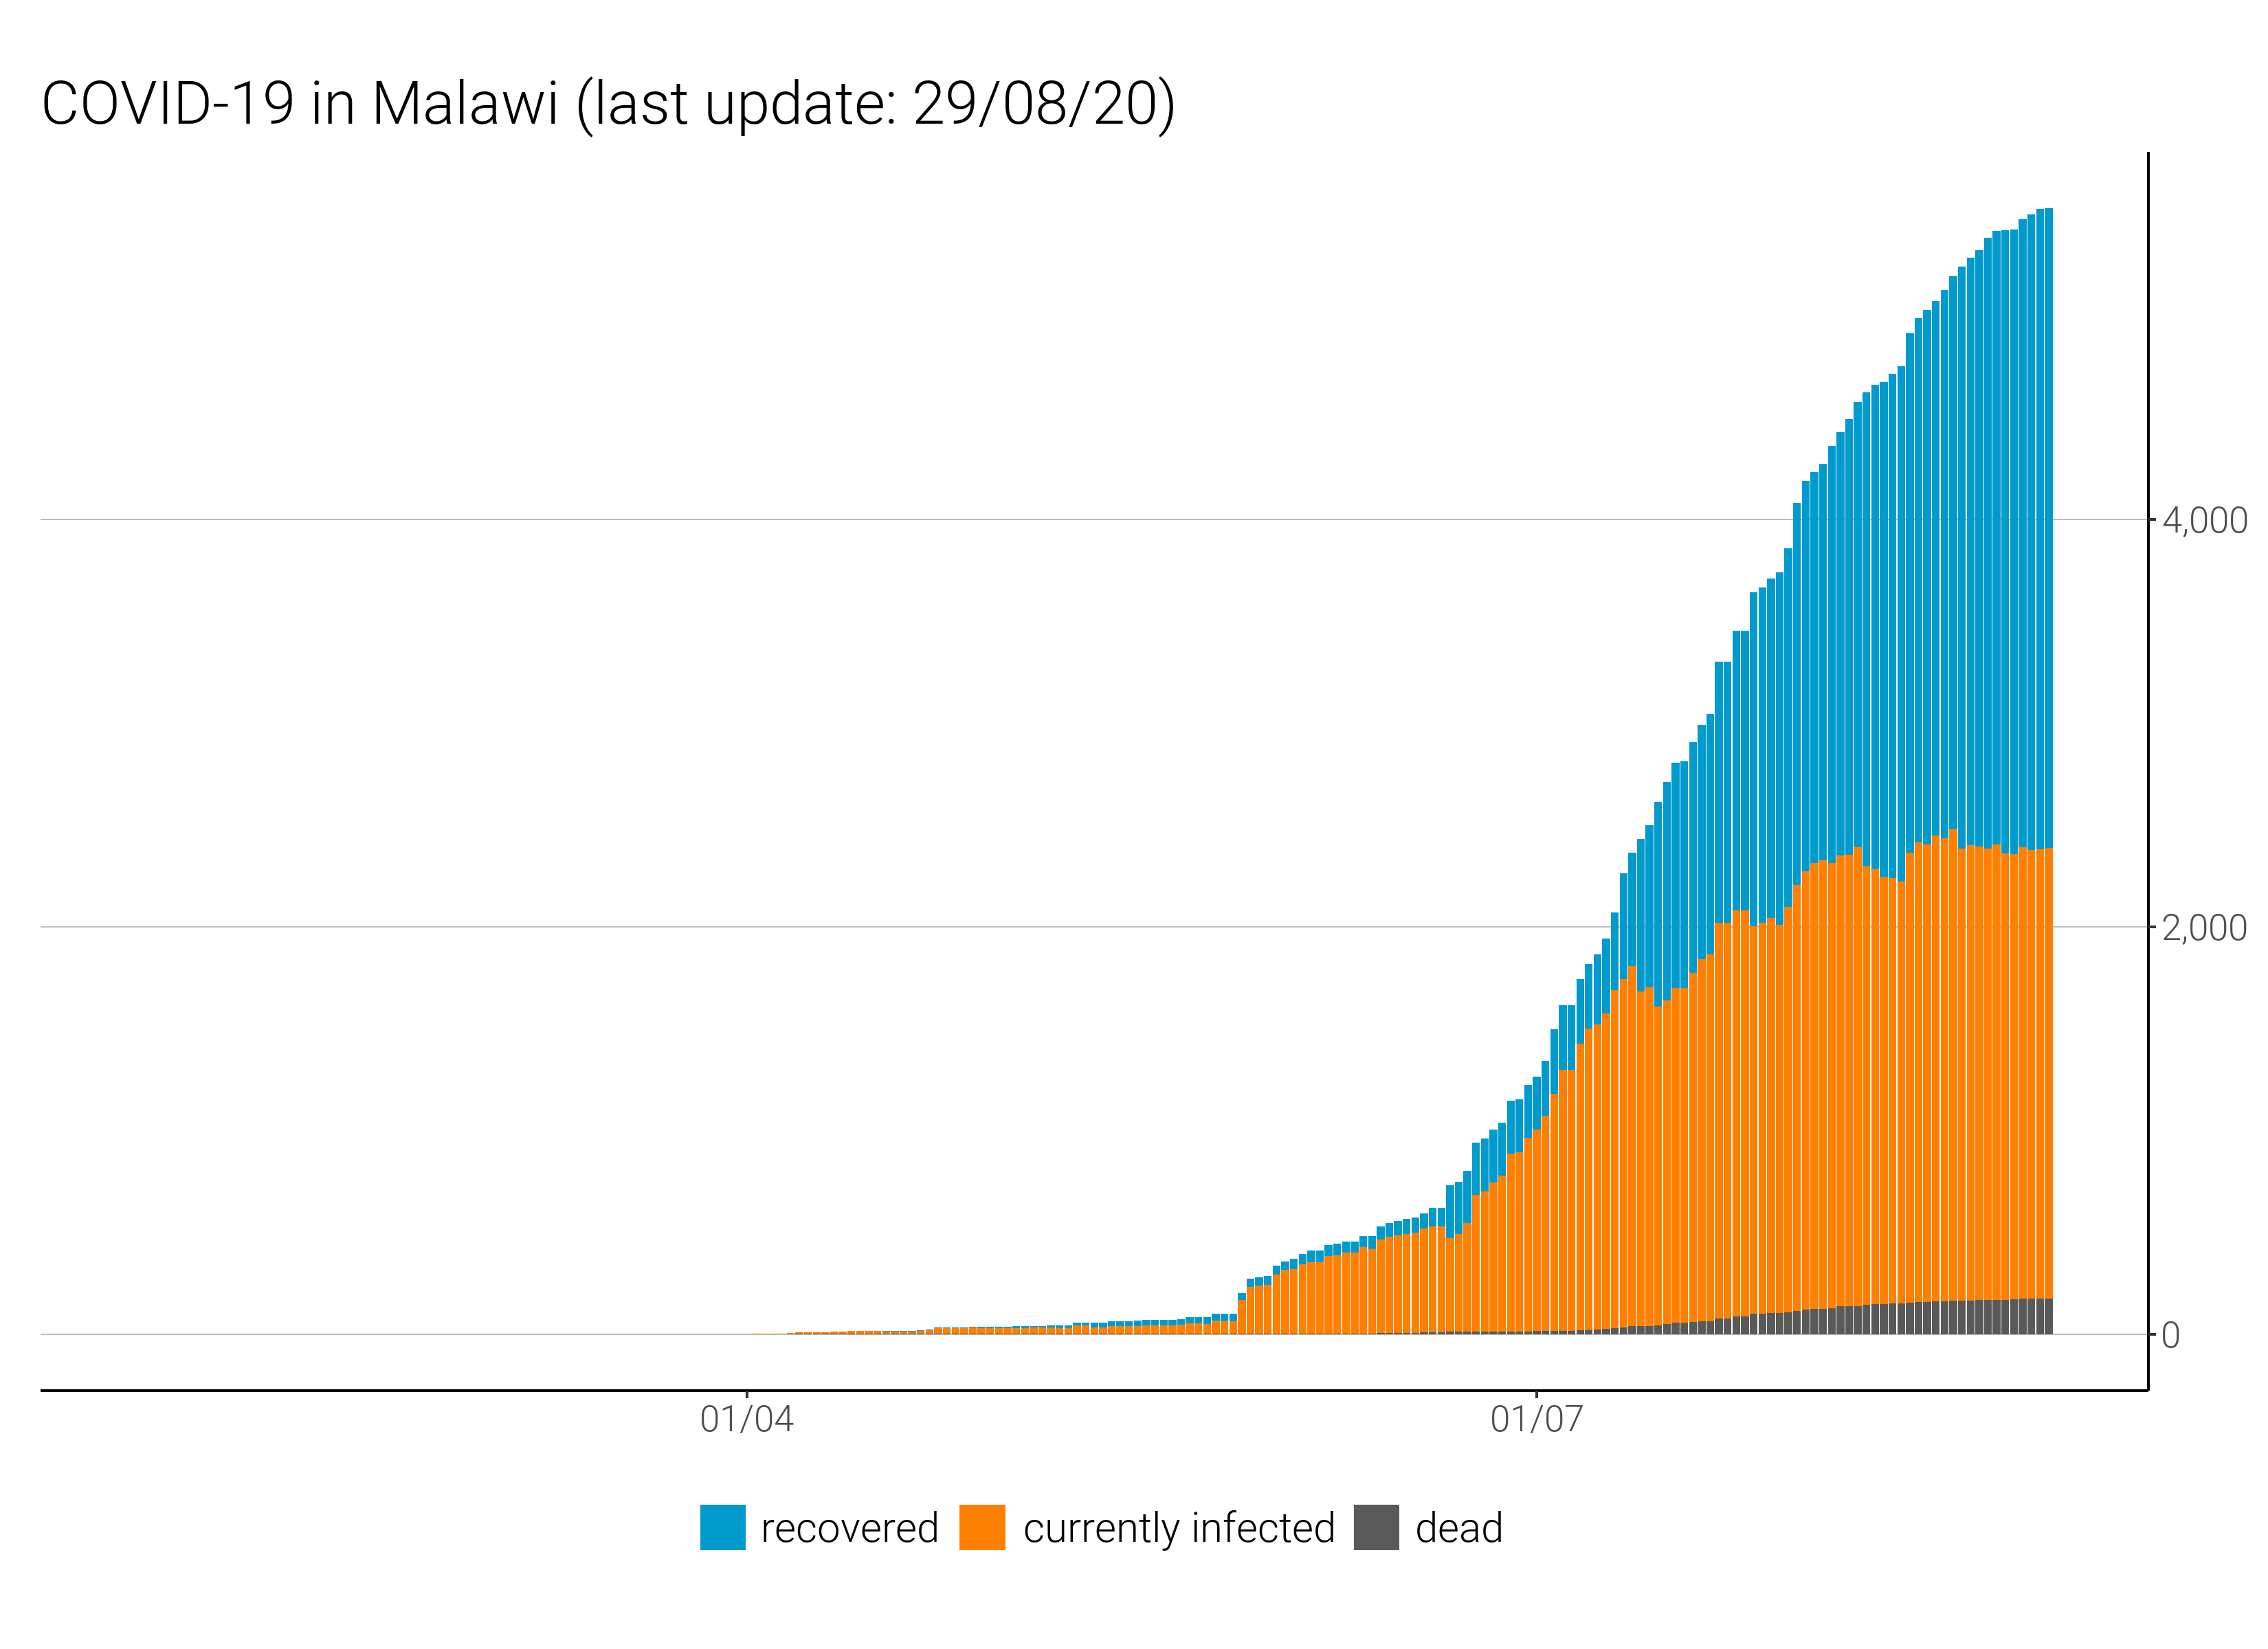 COVID-19 in Malawi (last update: 29/08/20)
4,000
2,000
0
01/04 01/07
recovered currently infected dead